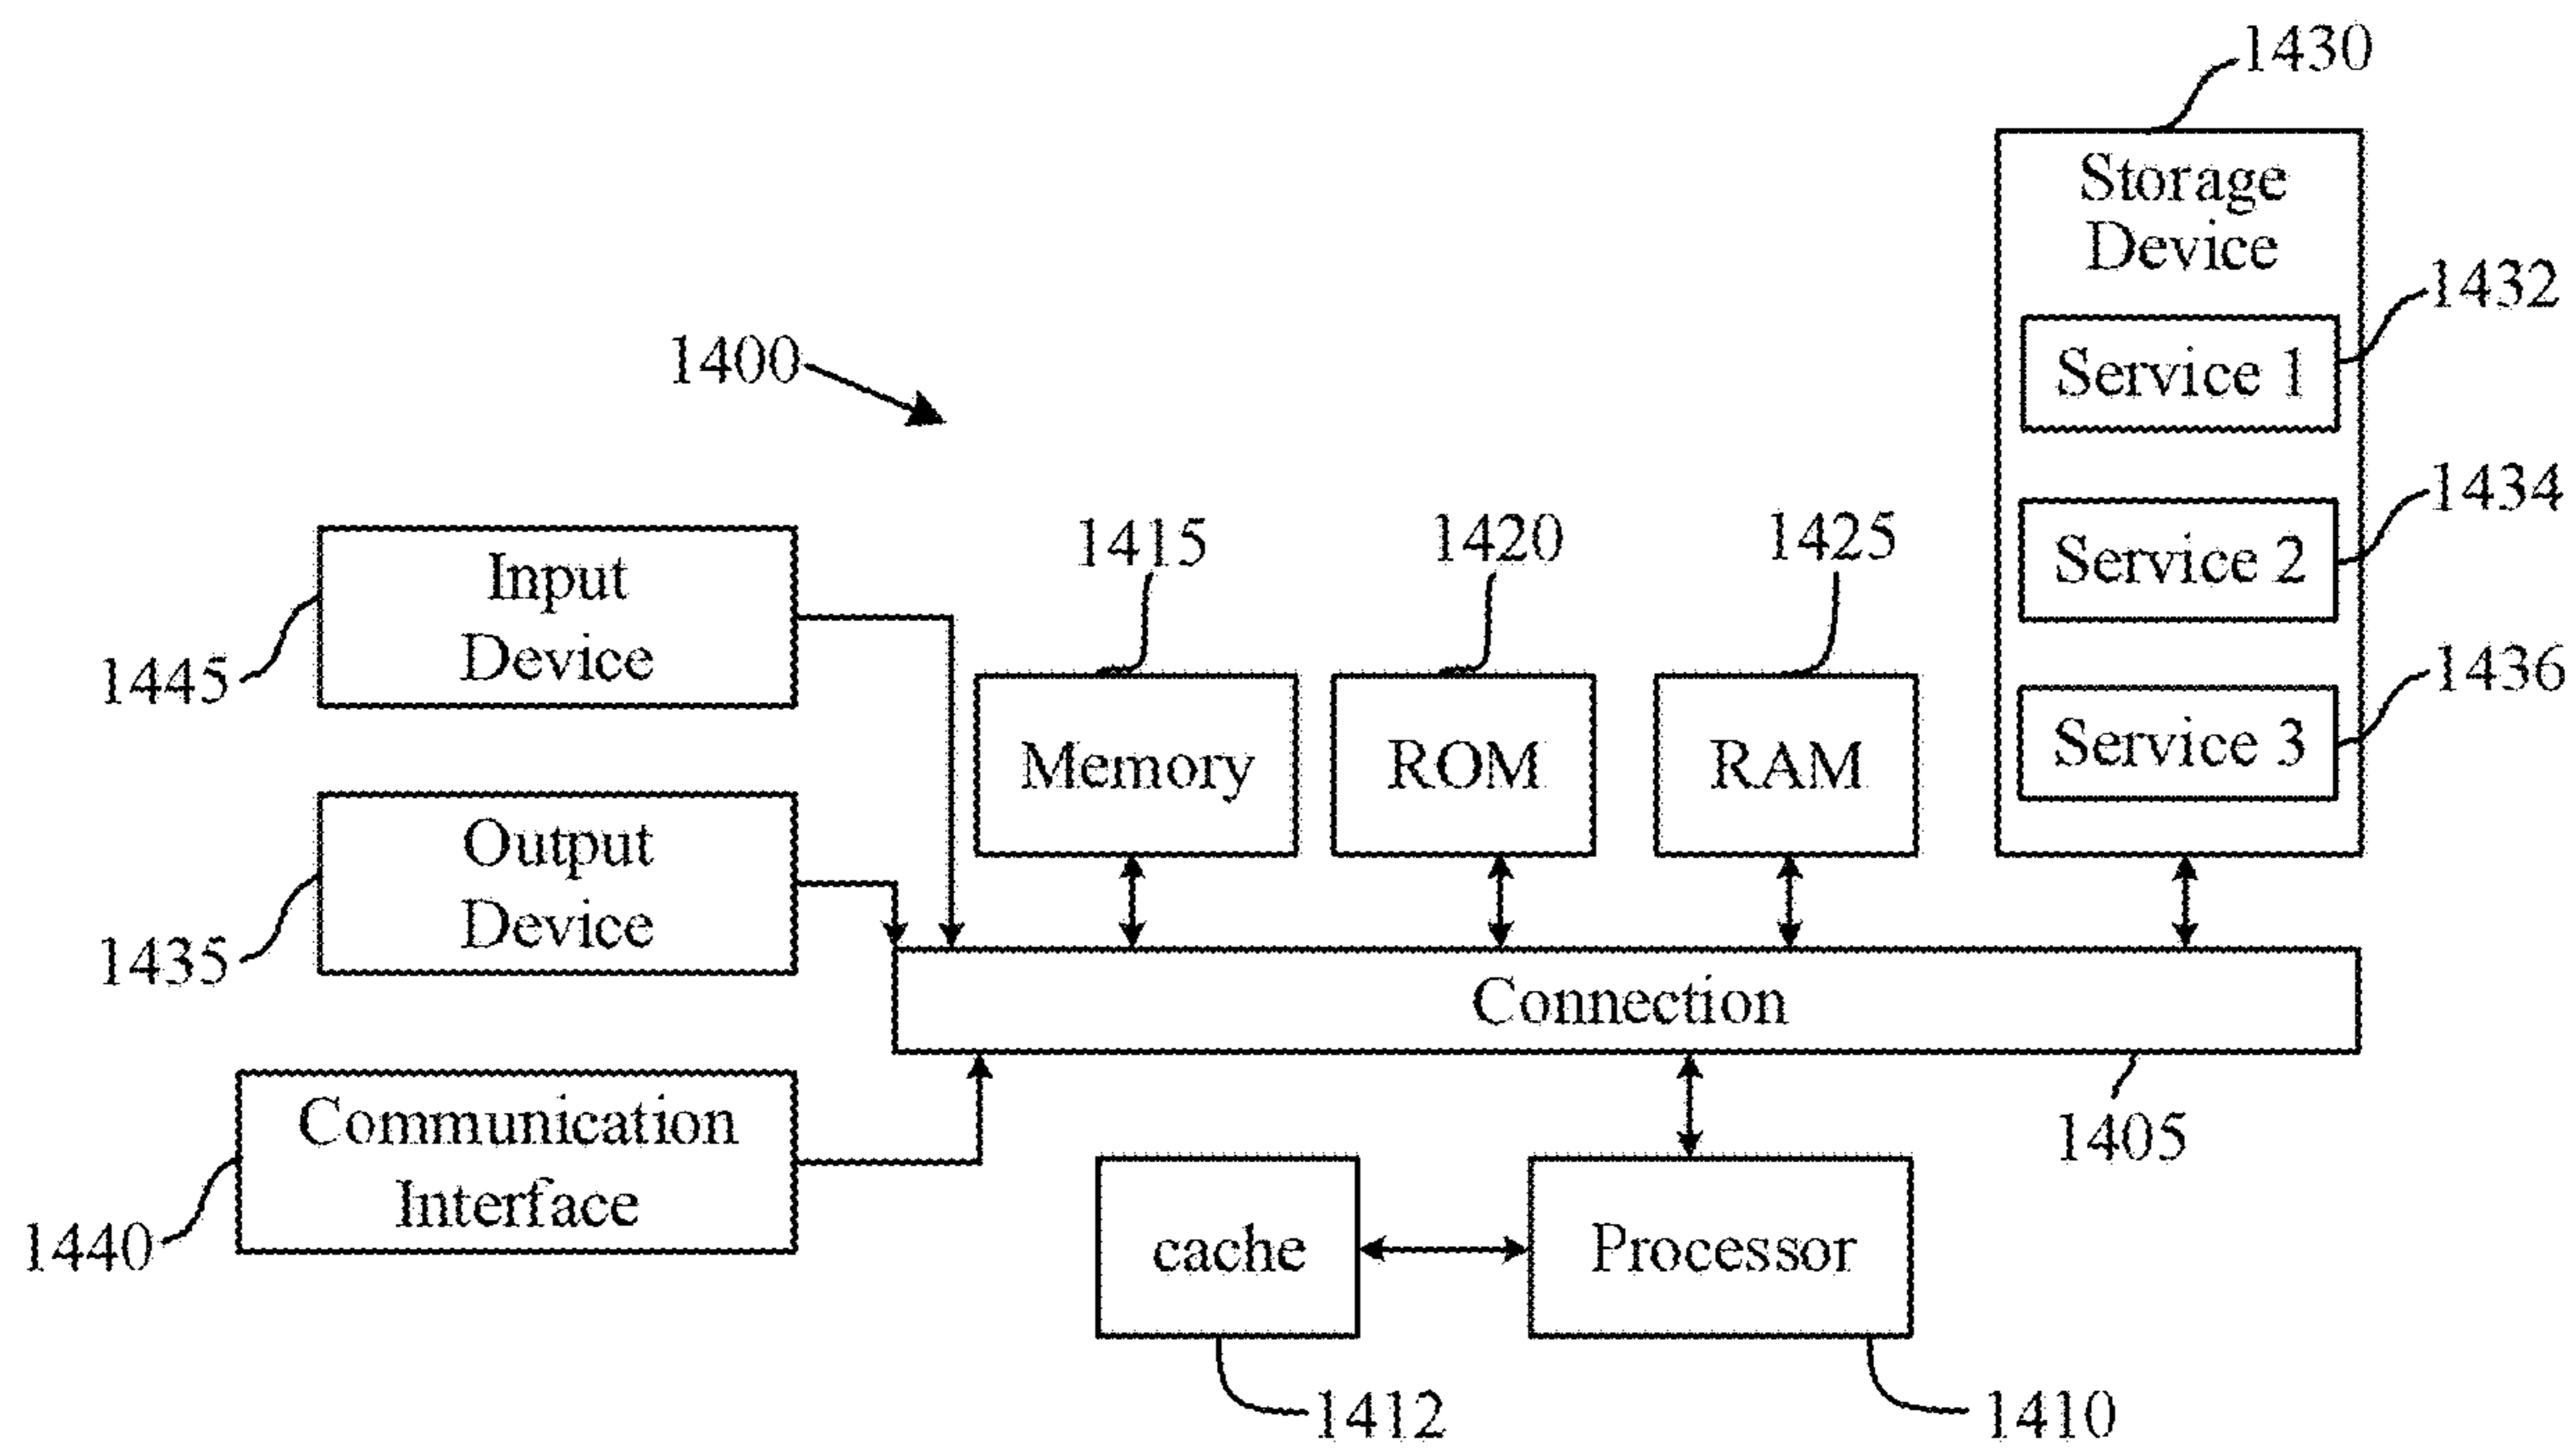 1430
Storage
Device
1432
Service 1
1400
1434
Service 2
1415
1420
1425
Input
Device
1445
1436
Service 3
Memory
ROM
RAM
Output
Device
1435
Connection
Communication
Interface
1440
1405
cache
Processor
1412
1410